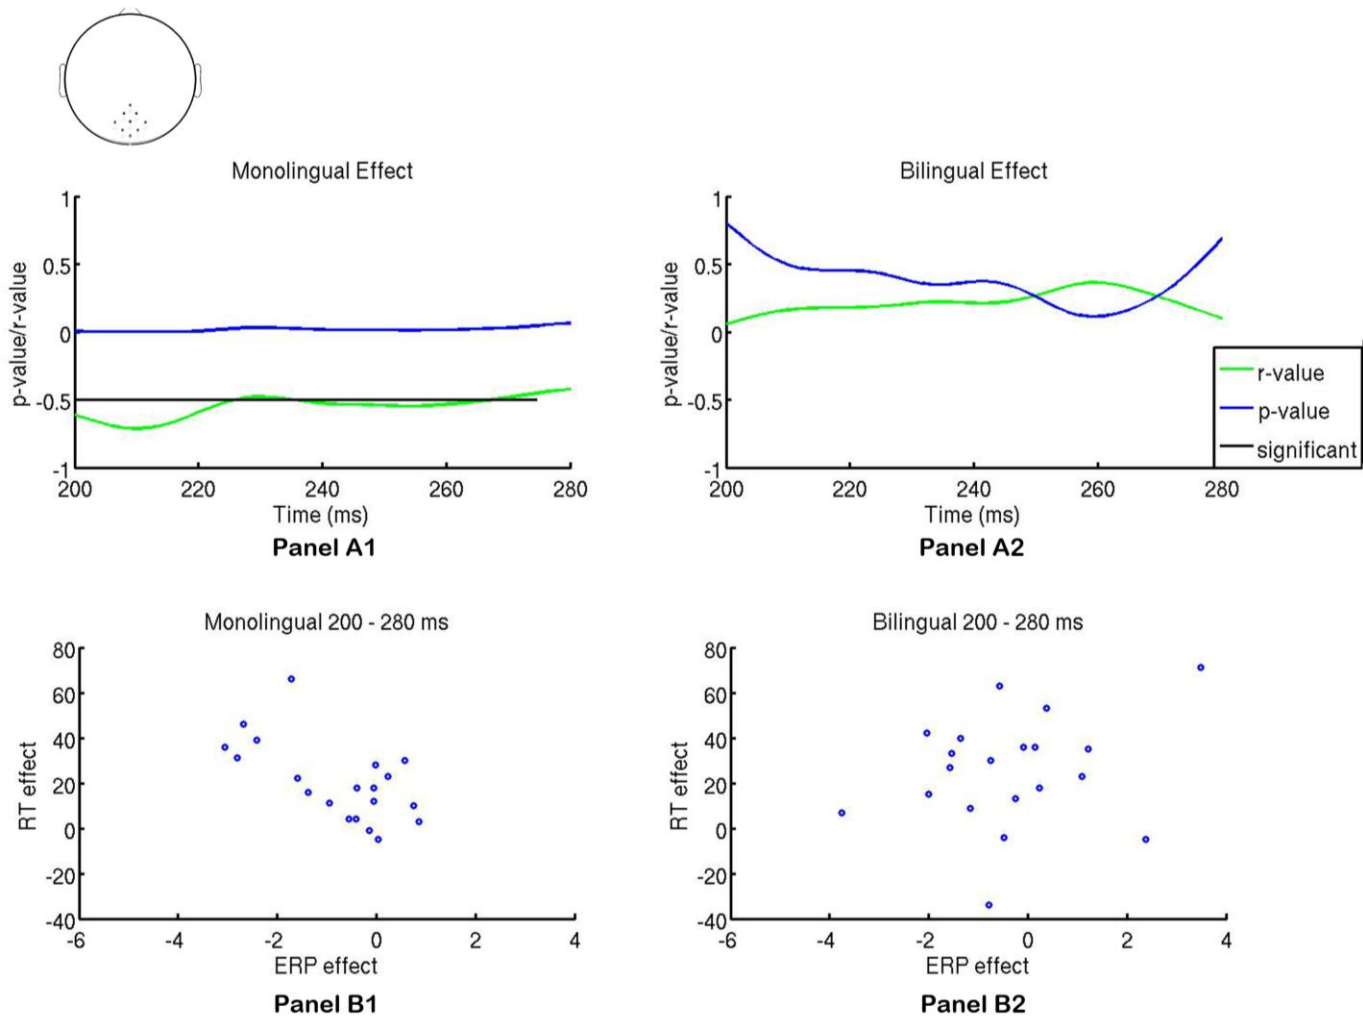 Monolingual Effect
p-value/r-value
1
0.5
0
-0.5
-1
200 220 240 260 280
Time (ms)
Panel A1
Bilingual Effect
p-value/r-value
1
0.5
0
-0.5
-1
200 220 240 260 280
Time (ms)
Panel A2
r-value
p-value
significant
Monolingual 200 - 280 ms
RT effect
80
60
40
20
0
-20
-40
-6 -4 -2 0 2 4
ERP effect
Panel B1
Bilingual 200 - 280 ms
RT effect
80
60
40
20
0
-20
-40
-6 -4 -2 0 2 4
ERP effect
Panel B2